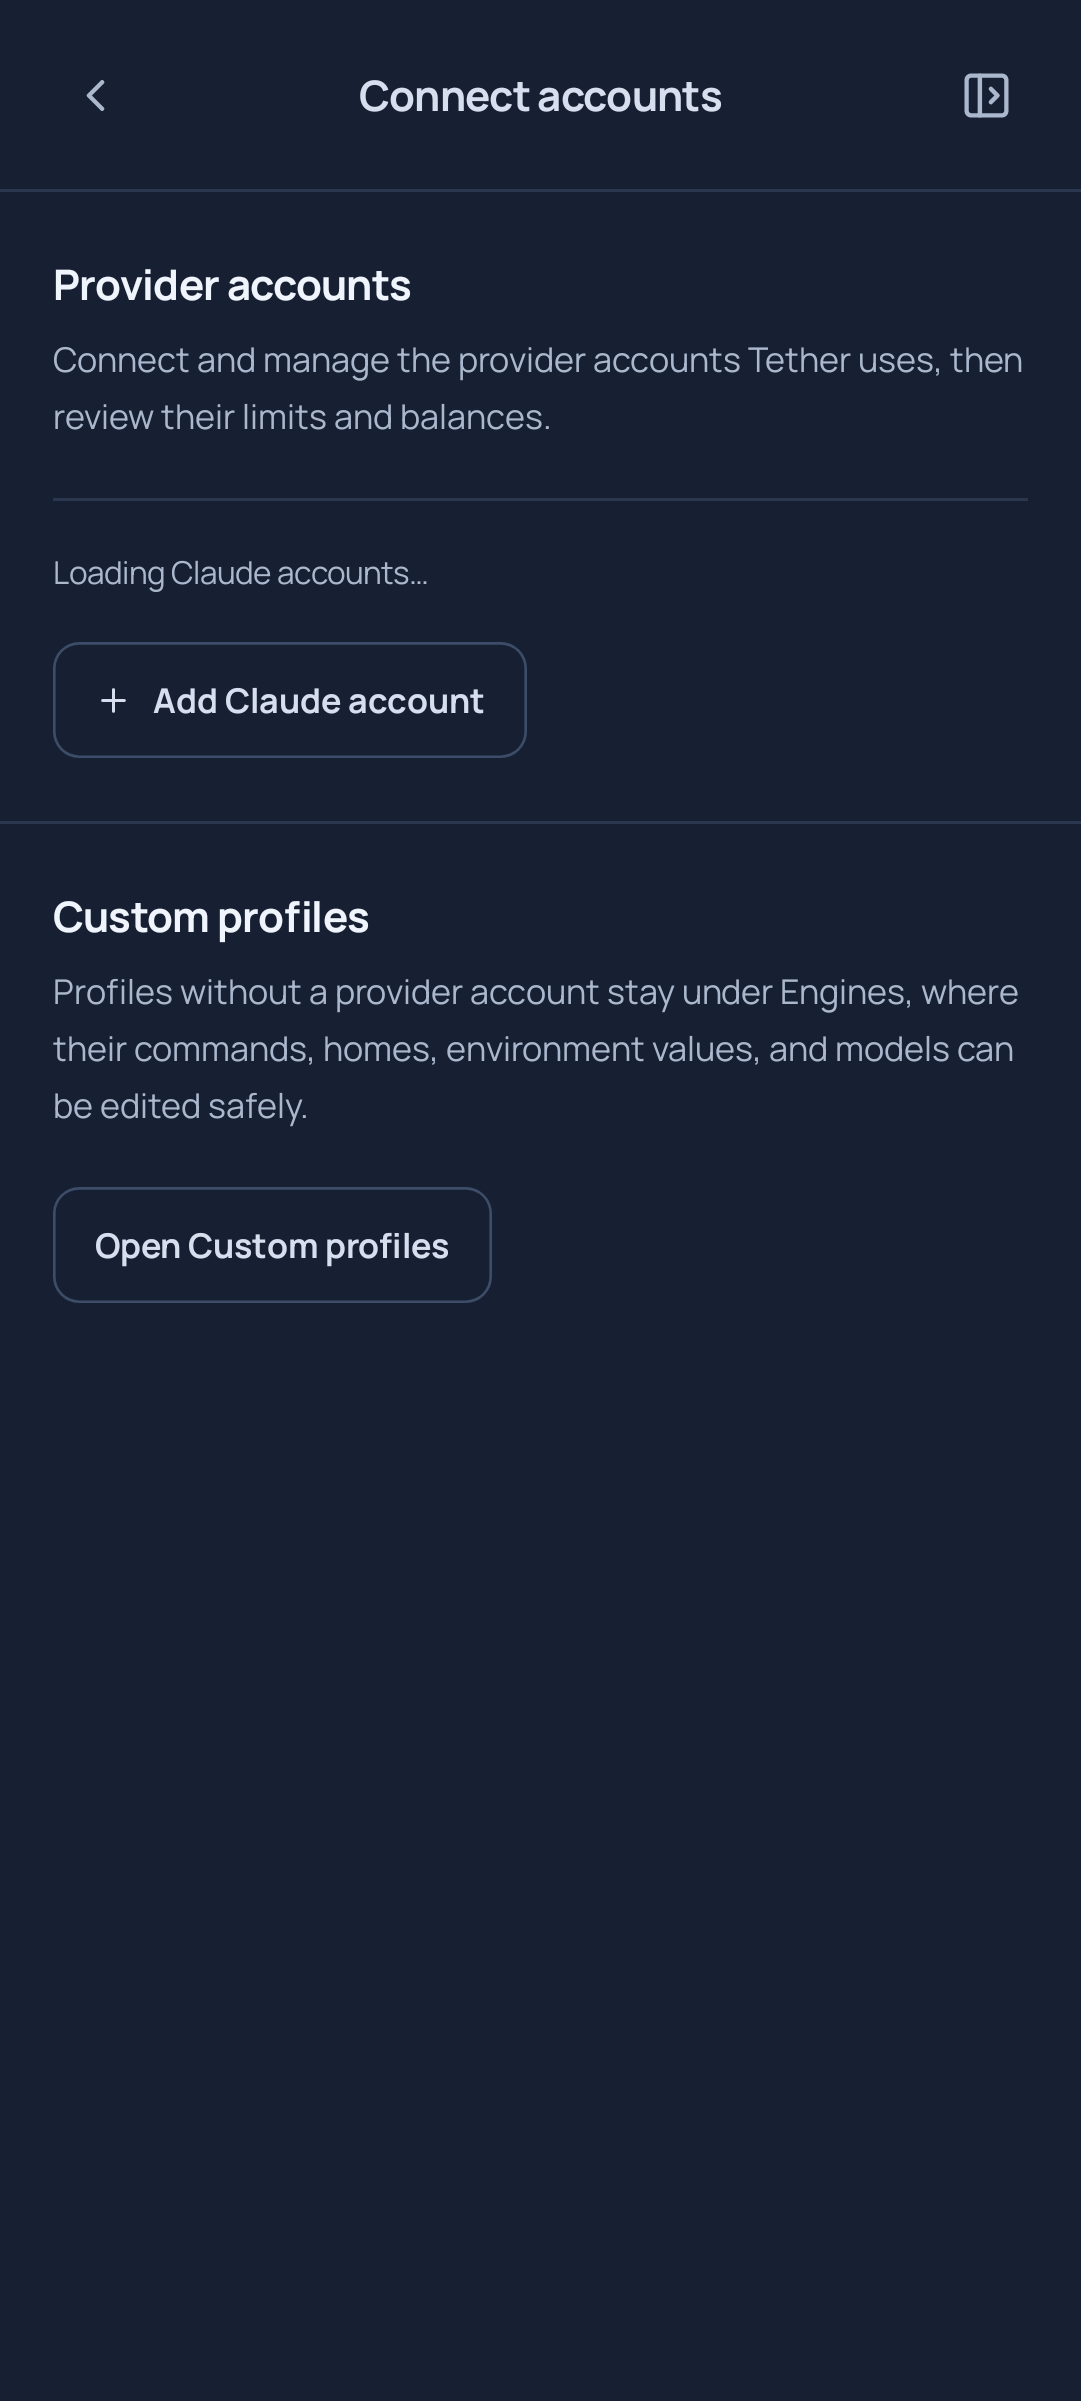 Connect accounts
Provider accounts
Connect and manage the provider accounts Tether uses, then
review their limits and balances.
Loading Claude accounts...
Add Claude account
Custom profiles
Profiles without a provider account stay under Engines, where
their commands, homes, environment values, and models can
be edited safely.
Open Custom profiles